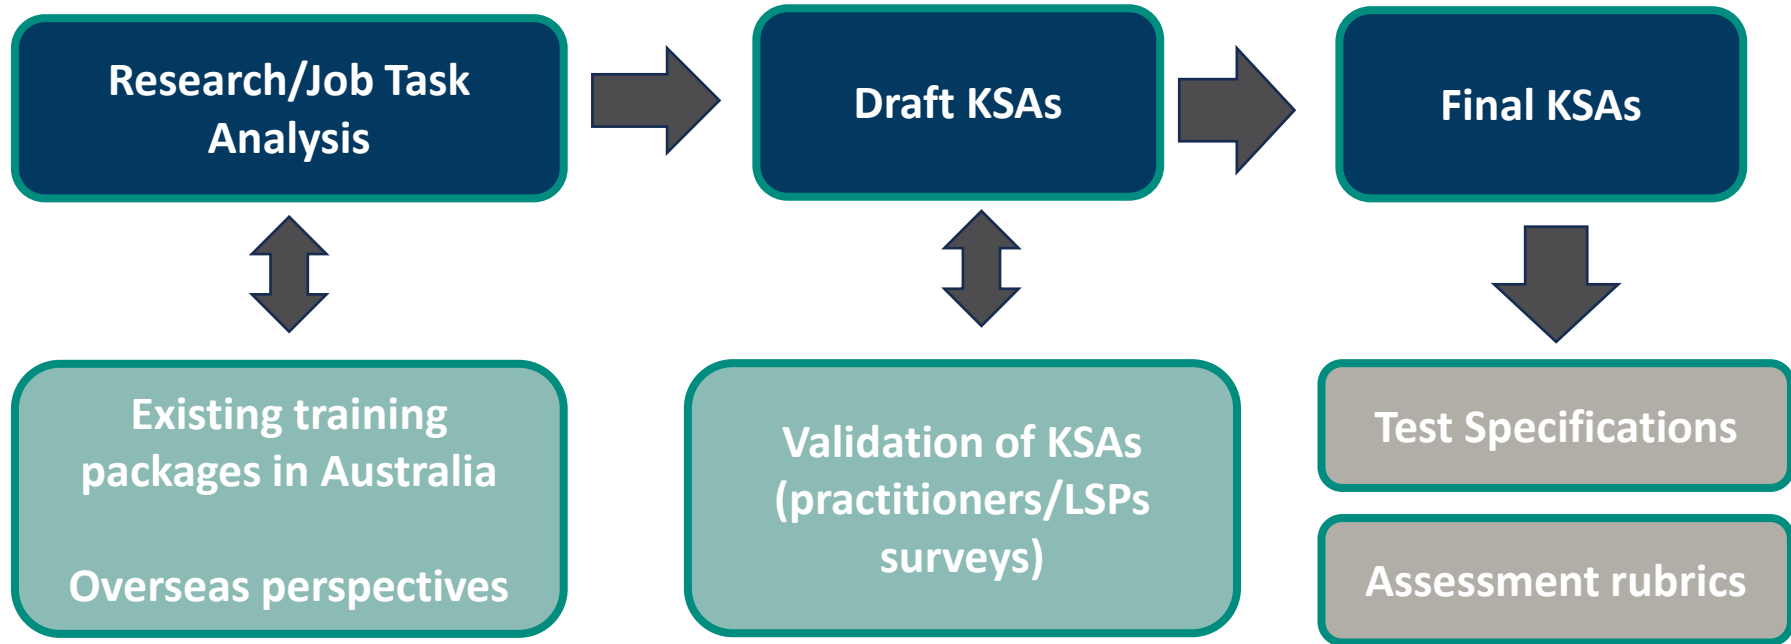 Research/Job Task
Analysis
Draft KSAs
Final KSAs
Existing training
packages in Australia
Overseas perspectives
Validation of KSAs
(practitioners/LSPs
surveys)
Test Specifications
Assessment rubrics